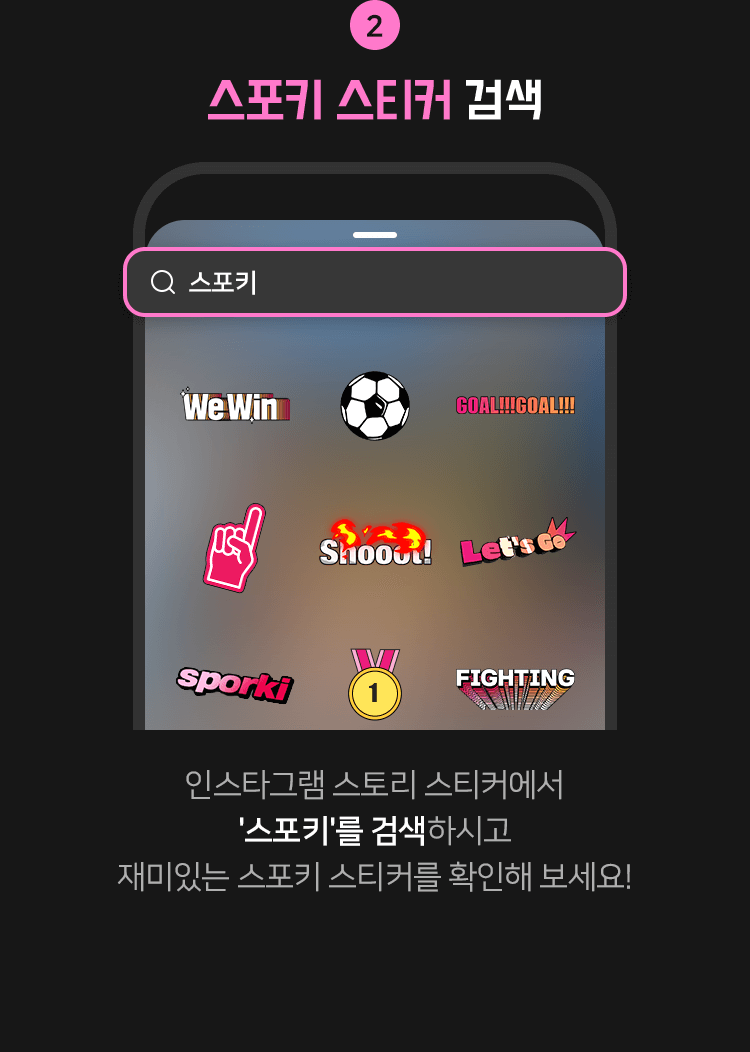 2
스포키 스티커 검색
스포키
We Win
GOAL!!!GOAL!!!
Shooot!
Let's Go
sporki
1
FIGHTING
인스타그램 스토리 스티커에서
'스포키'를 검색하시고
재미있는 스포키 스티커를 확인해 보세요!